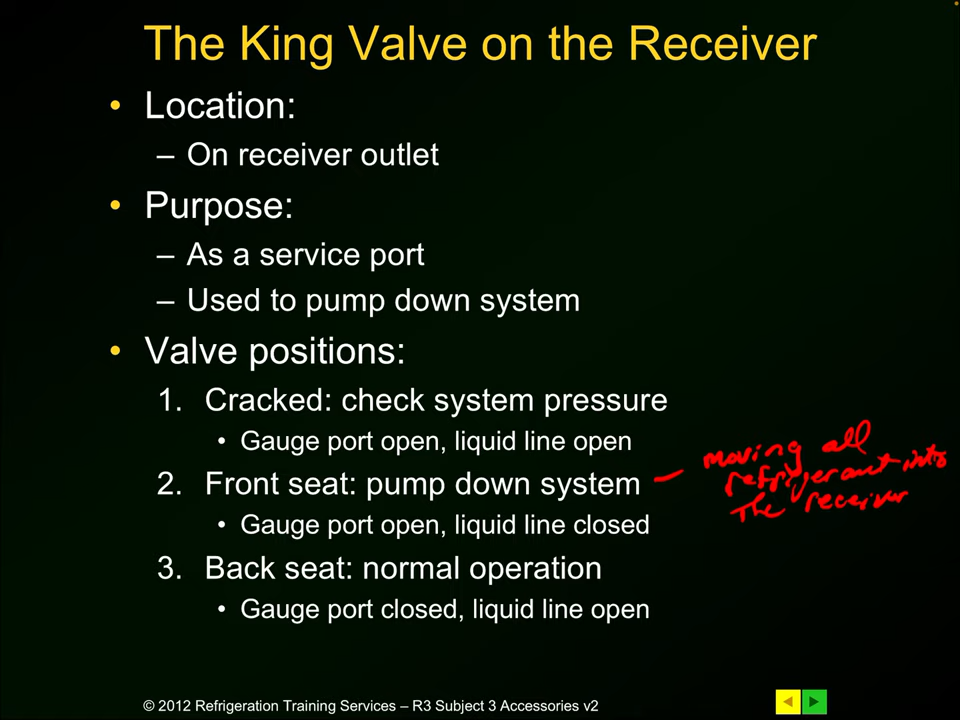 The King Valve on the Receiver
• Location:
– On receiver outlet
• Purpose:
– As a service port
– Used to pump down system
• Valve positions:
1. Cracked: check system pressure
• Gauge port open, liquid line open
2. Front seat: pump down system – moving all
refrigerant into
the receiver
• Gauge port open, liquid line closed
3. Back seat: normal operation
• Gauge port closed, liquid line open
© 2012 Refrigeration Training Services – R3 Subject 3 Accessories v2